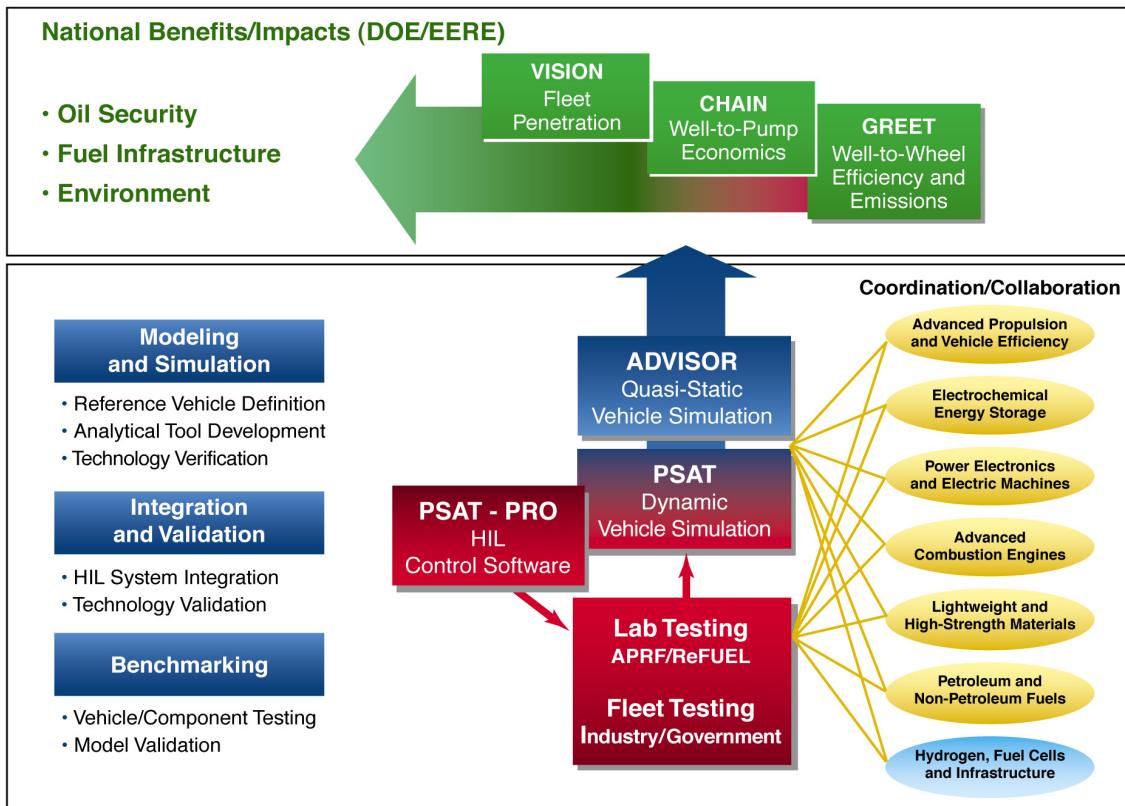 National Benefits/Impacts (DOE/EERE)
• Oil Security
• Fuel Infrastructure
• Environment
VISION
Fleet
Penetration
CHAIN
Well-to-Pump
Economics
GREET
Well-to-Wheel
Efficiency and
Emissions
Modeling
and Simulation
• Reference Vehicle Definition
• Analytical Tool Development
• Technology Verification
Integration
and Validation
• HIL System Integration
• Technology Validation
Benchmarking
• Vehicle/Component Testing
• Model Validation
ADVISOR
Quasi-Static
Vehicle Simulation
PSAT
Dynamic
Vehicle Simulation
PSAT - PRO
HIL
Control Software
Lab Testing
APRF/ReFUEL
Fleet Testing
Industry/Government
Coordination/Collaboration
Advanced Propulsion
and Vehicle Efficiency
Electrochemical
Energy Storage
Power Electronics
and Electric Machines
Advanced
Combustion Engines
Lightweight and
High-Strength Materials
Petroleum and
Non-Petroleum Fuels
Hydrogen, Fuel Cells
and Infrastructure